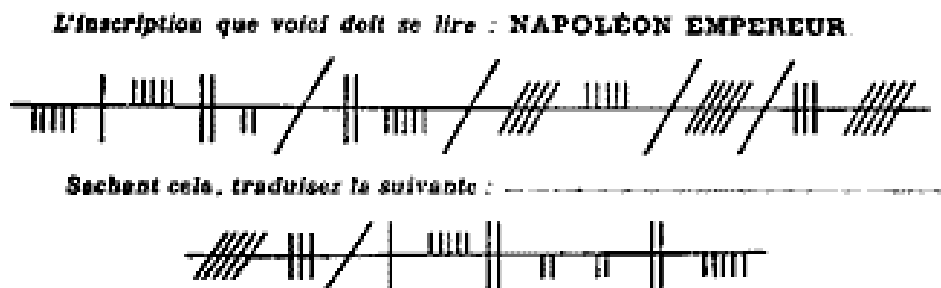 L'inscription que voici doit se lire : NAPOLÉON EMPEREUR
Sachant cela, traduisez la suivante :